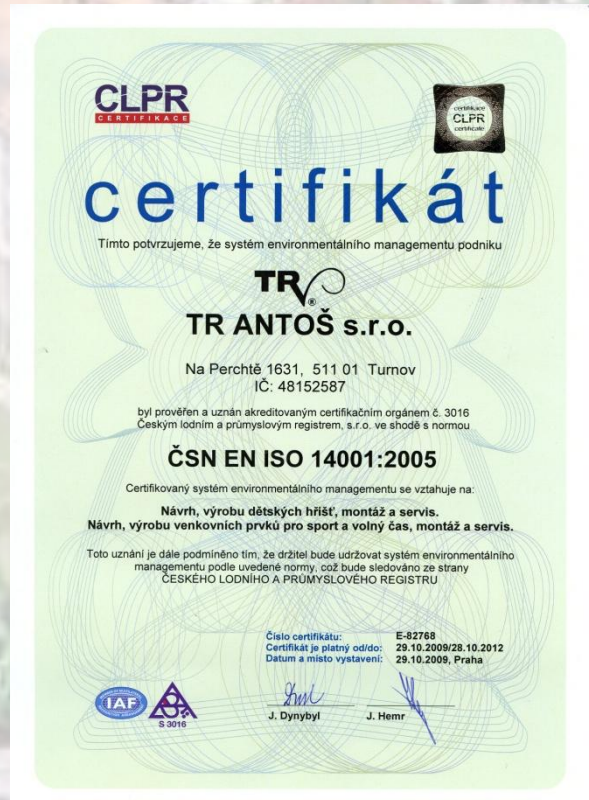 CLPR
CERTIFIKACE
certifikace
CLPR
certificate
certifikát
Tímto potvrzujeme, že systém environmentálního managementu podniku
TR
®
TR ANTOŠ s.r.o.
Na Perchtě 1631, 511 01 Turnov
IČ: 48152587
byl prověřen a uznán akreditovaným certifikačním orgánem č. 3016
Českým lodním a průmyslovým registrem, s.r.o. ve shodě s normou
ČSN EN ISO 14001:2005
Certifikovaný systém environmentálního managementu se vztahuje na:
Návrh, výrobu dětských hřišť, montáž a servis.
Návrh, výrobu venkovních prvků pro sport a volný čas, montáž a servis.
Toto uznání je dále podmíněno tím, že držitel bude udržovat systém environmentálního
managementu podle uvedené normy, což bude sledováno ze strany
ČESKÉHO LODNÍHO A PRŮMYSLOVÉHO REGISTRU
Číslo certifikátu: E-82768
Certifikát je platný od/do: 29.10.2009/28.10.2012
Datum a místo vystavení: 29.10.2009, Praha
IAF
S 3016
J. Dynybyl J. Hemr